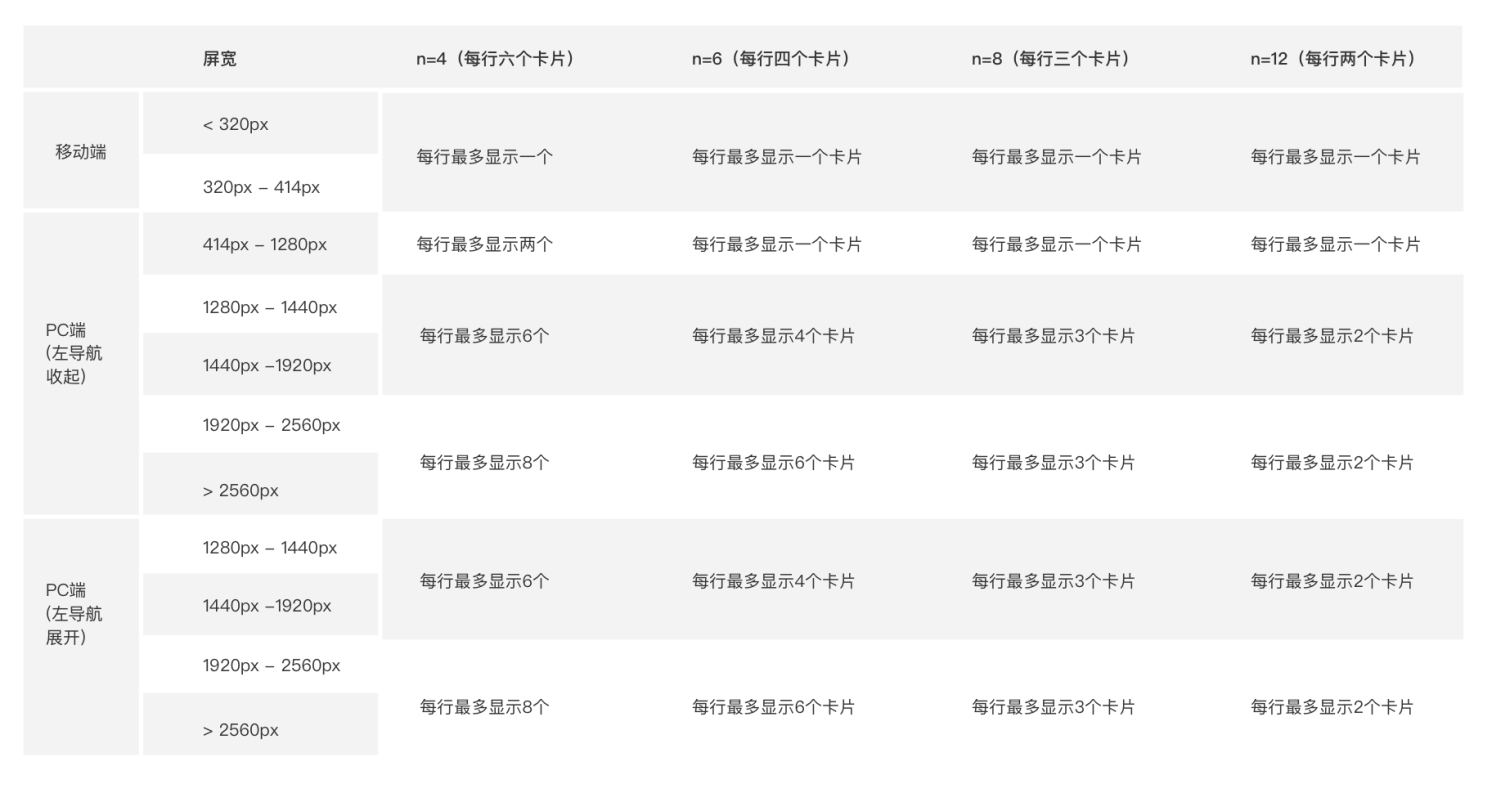 屏宽 n=4（每行六个卡片） n=6（每行四个卡片） n=8（每行三个卡片） n=12（每行两个卡片）
移动端
< 320px
320px – 414px
每行最多显示一个 每行最多显示一个卡片 每行最多显示一个卡片 每行最多显示一个卡片
PC端
(左导航
收起)
414px – 1280px 每行最多显示两个 每行最多显示一个卡片 每行最多显示一个卡片 每行最多显示一个卡片
1280px – 1440px
1440px –1920px
每行最多显示6个 每行最多显示4个卡片 每行最多显示3个卡片 每行最多显示2个卡片
1920px – 2560px
> 2560px
每行最多显示8个 每行最多显示6个卡片 每行最多显示3个卡片 每行最多显示2个卡片
PC端
(左导航
展开)
1280px – 1440px
1440px –1920px
每行最多显示6个 每行最多显示4个卡片 每行最多显示3个卡片 每行最多显示2个卡片
1920px – 2560px
> 2560px
每行最多显示8个 每行最多显示6个卡片 每行最多显示3个卡片 每行最多显示2个卡片